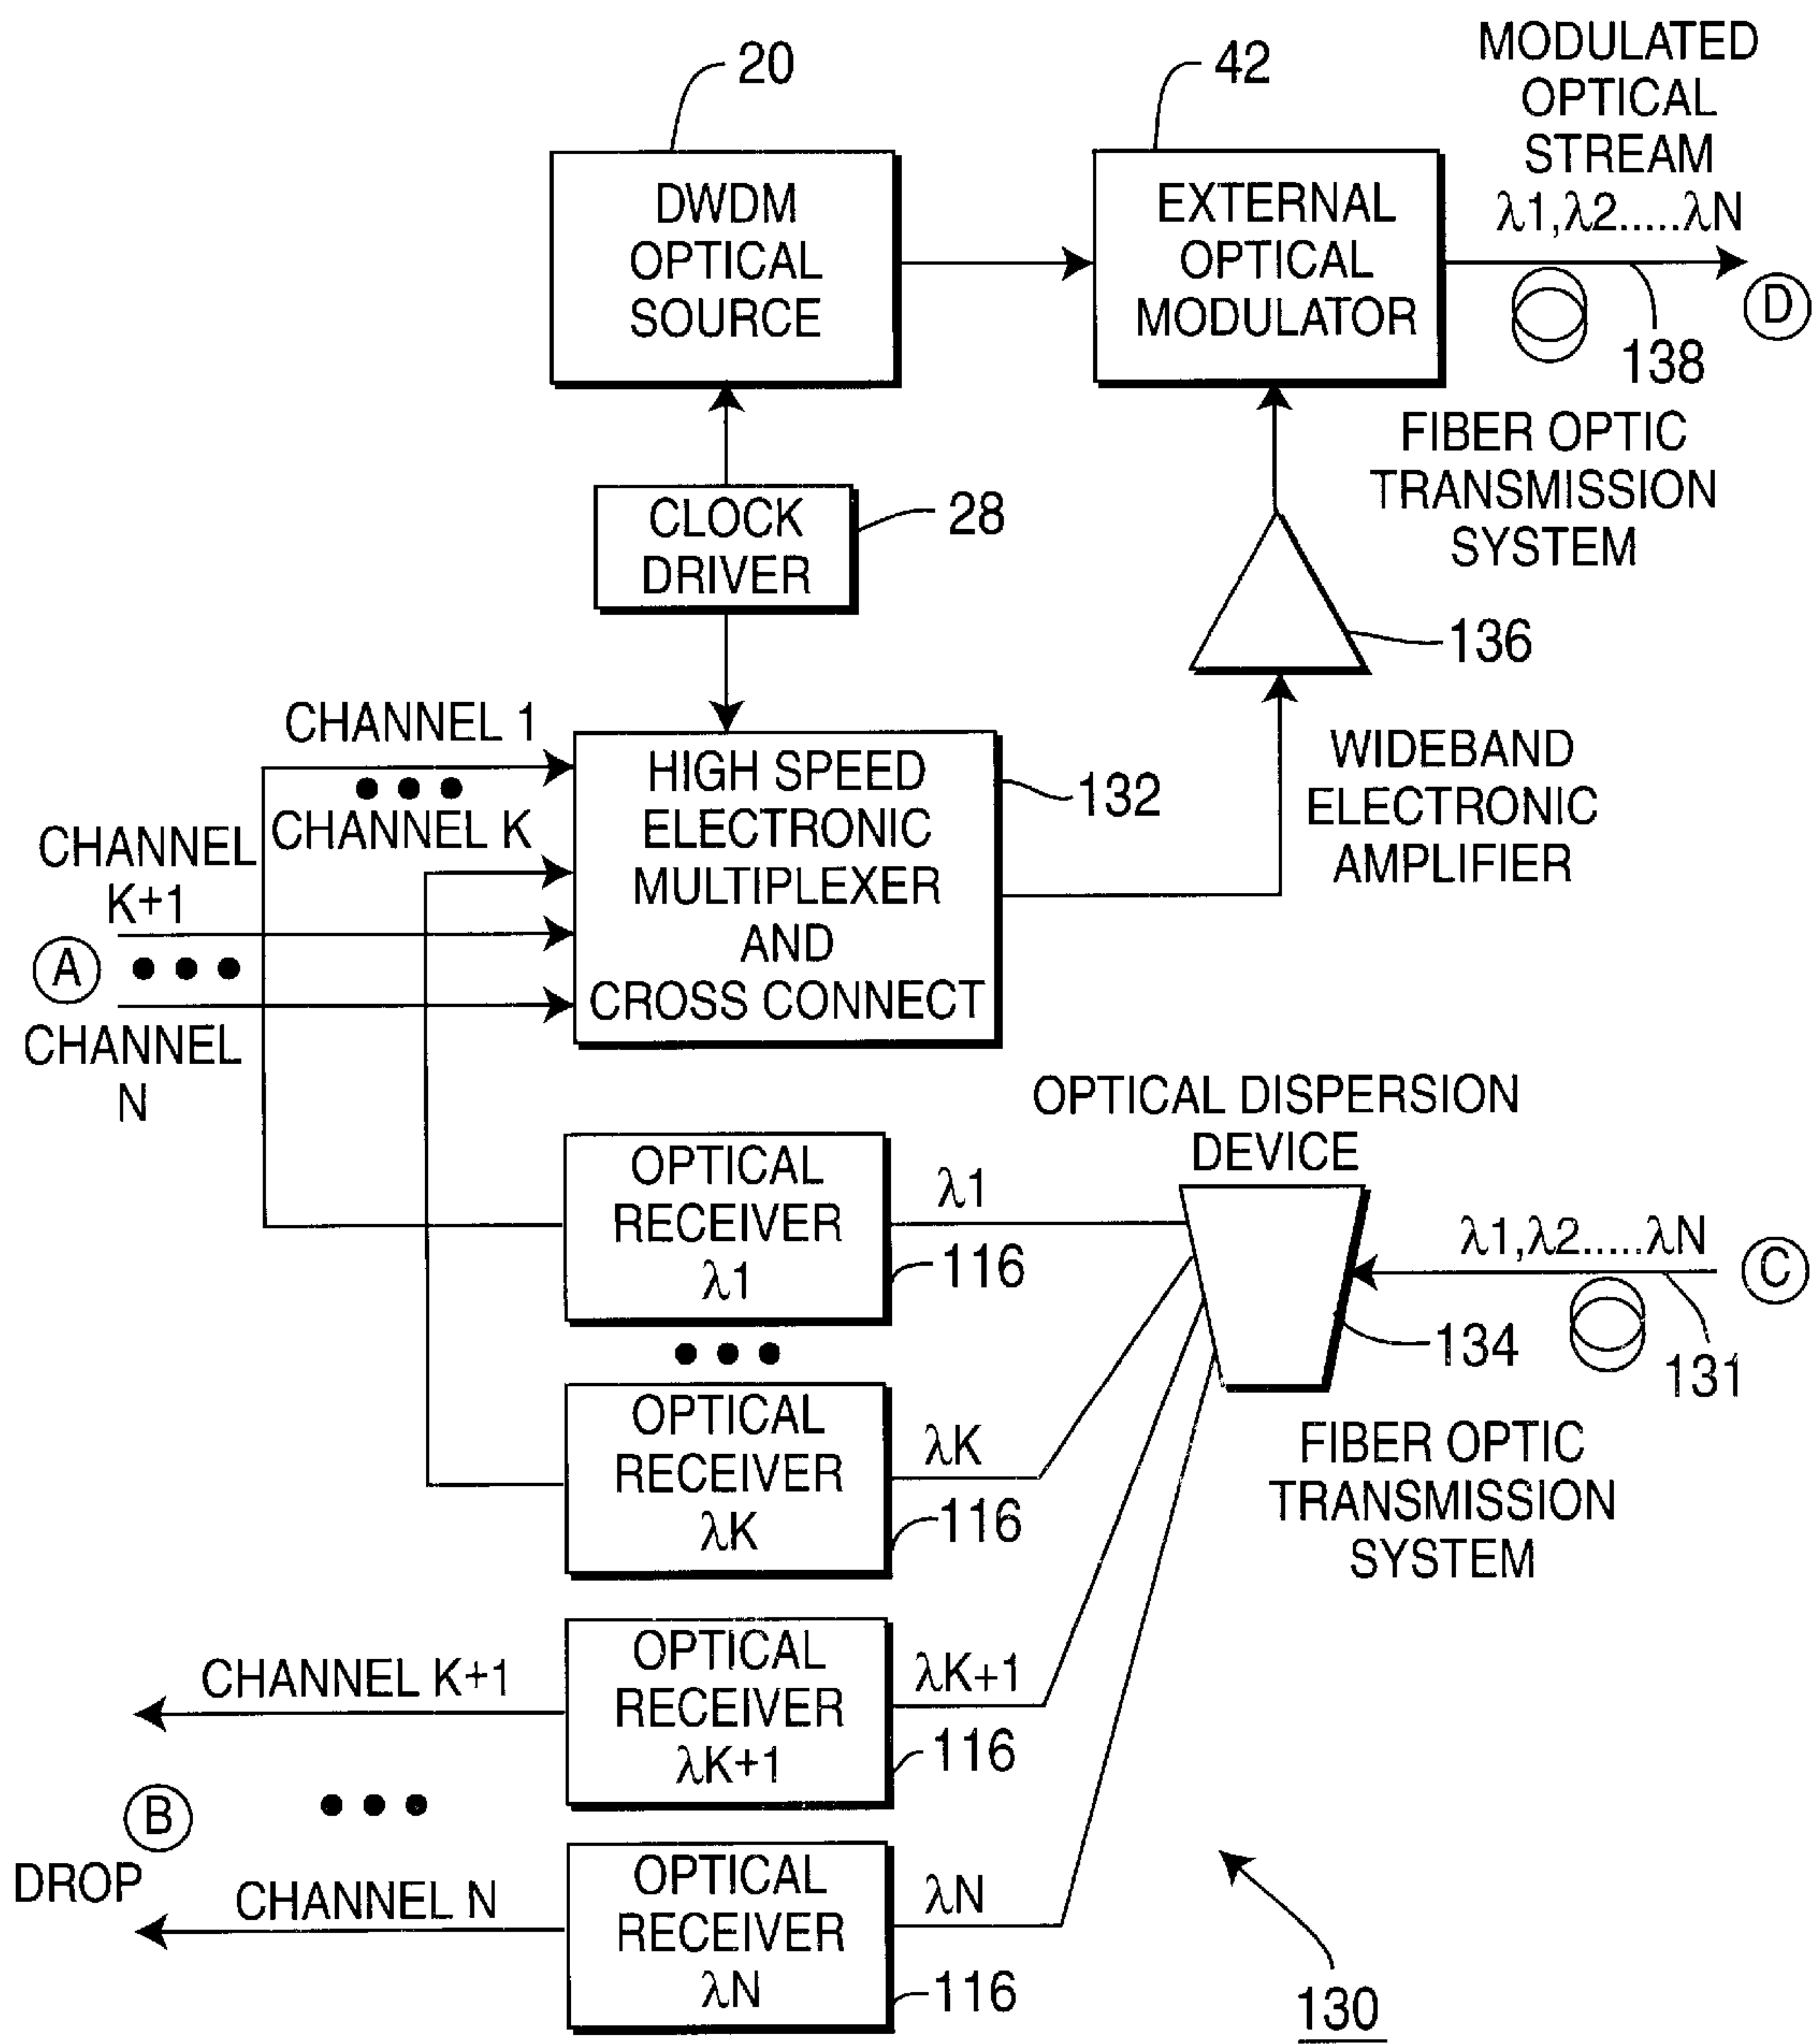 20
42
MODULATED
OPTICAL
STREAM
λ1,λ2.....λN
DWDM
OPTICAL
SOURCE
EXTERNAL
OPTICAL
MODULATOR
D
138
FIBER OPTIC
TRANSMISSION
SYSTEM
CLOCK
DRIVER
28
136
WIDEBAND
ELECTRONIC
AMPLIFIER
CHANNEL 1
CHANNEL K
CHANNEL
K+1
A
CHANNEL
N
HIGH SPEED
ELECTRONIC
MULTIPLEXER
AND
CROSS CONNECT
132
OPTICAL DISPERSION
DEVICE
OPTICAL
RECEIVER
λ1
λ1
116
λ1,λ2.....λN
C
134
131
FIBER OPTIC
TRANSMISSION
SYSTEM
OPTICAL
RECEIVER
λK
λK
116
CHANNEL K+1
OPTICAL
RECEIVER
λK+1
λK+1
116
B
DROP
CHANNEL N
OPTICAL
RECEIVER
λN
λN
116
130